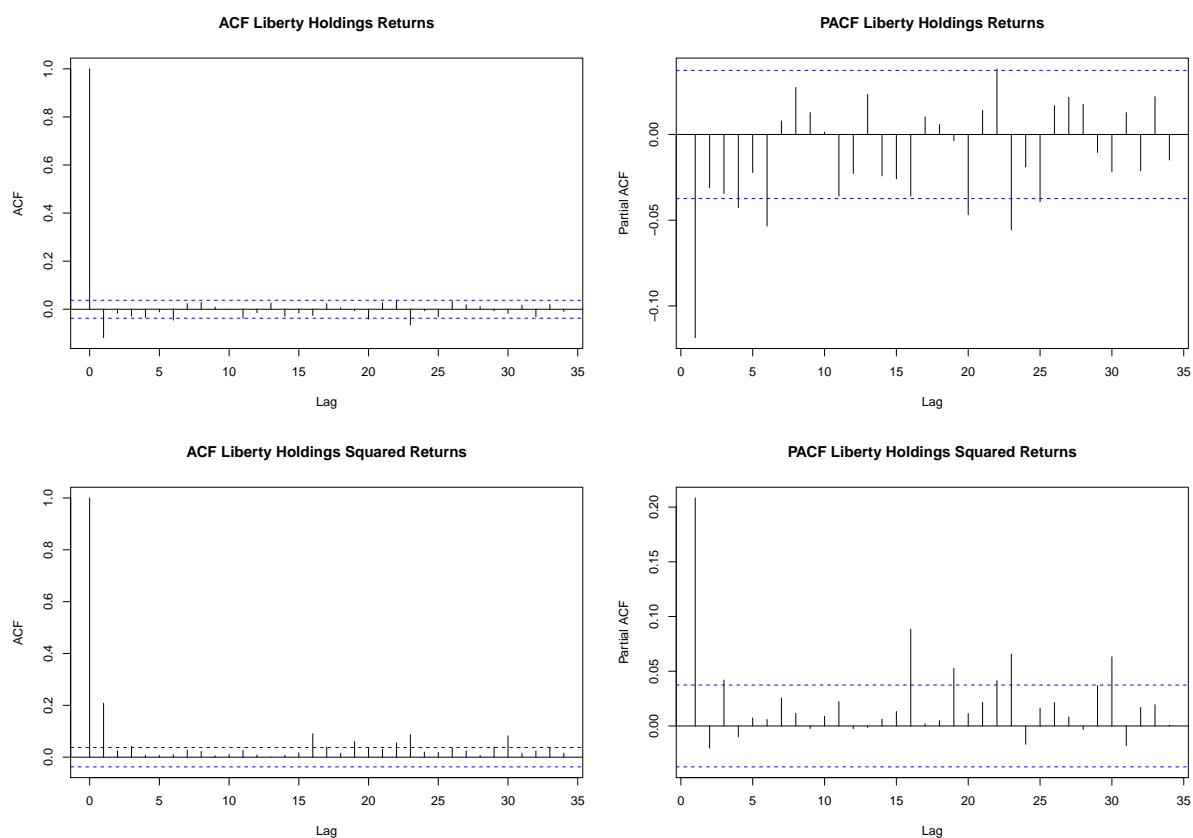 ACF Liberty Holdings Returns
1.0
0.8
0.6
0.4
0.2
0.0
ACF
0 5 10 15 20 25 30 35
Lag
PACF Liberty Holdings Returns
0.00
−0.05
−0.10
Partial ACF
0 5 10 15 20 25 30 35
Lag
ACF Liberty Holdings Squared Returns
1.0
0.8
0.6
0.4
0.2
0.0
ACF
0 5 10 15 20 25 30 35
Lag
PACF Liberty Holdings Squared Returns
0.20
0.15
0.10
0.05
0.00
Partial ACF
0 5 10 15 20 25 30 35
Lag